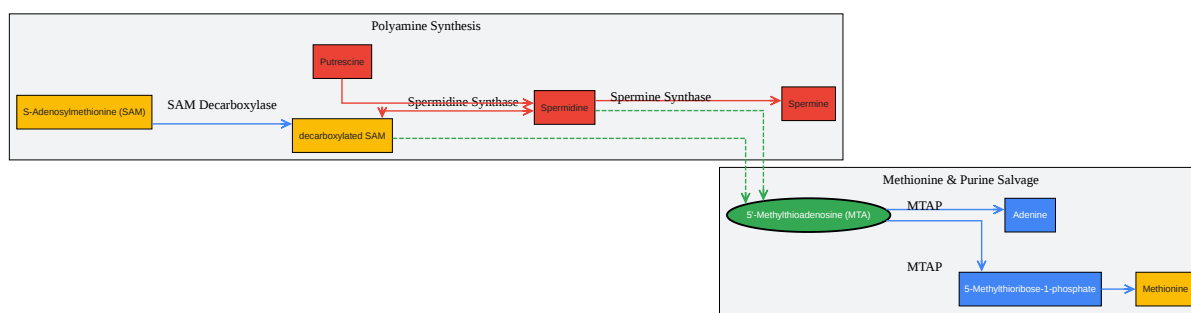 Polyamine Synthesis
Putrescine
S-Adenosylmethionine (SAM)
SAM Decarboxylase
decarboxylated SAM
Spermidine Synthase
Spermidine
Spermine Synthase
Spermine
Methionine & Purine Salvage
5'-Methylthioadenosine (MTA)
MTAP
Adenine
MTAP
5-Methylthioribose-1-phosphate
Methionine